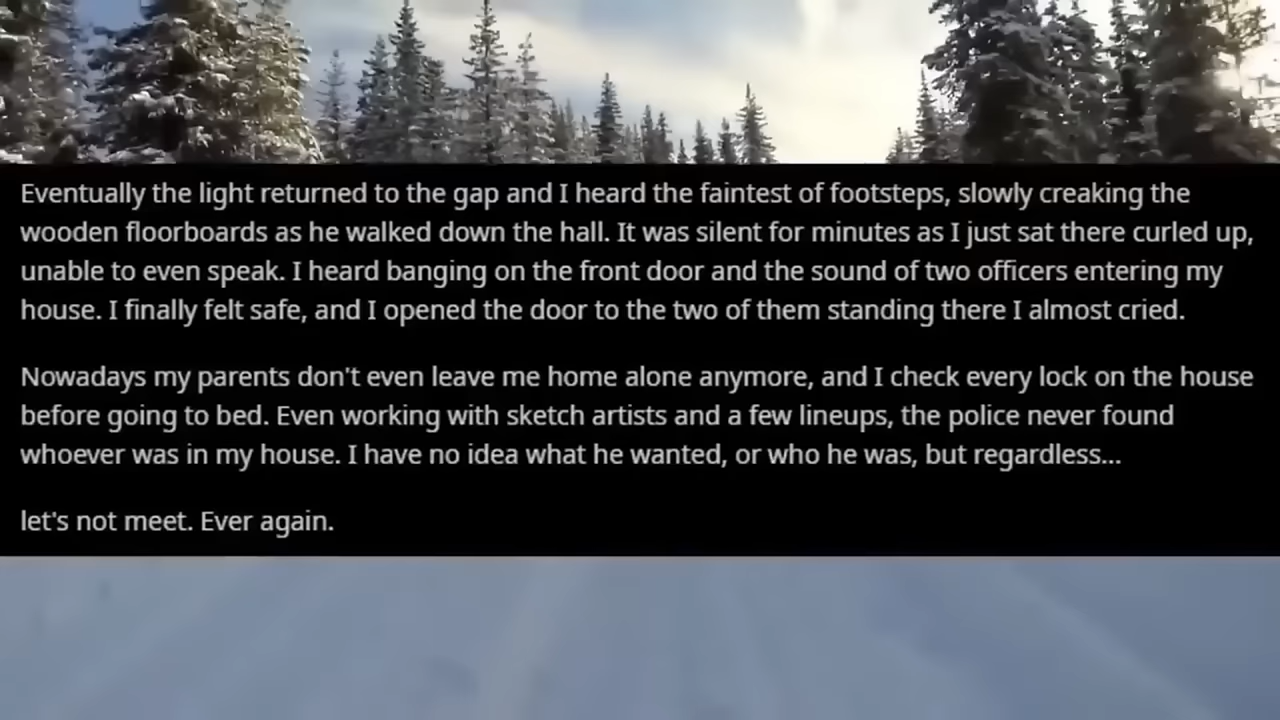 Eventually the light returned to the gap and I heard the faintest of footsteps, slowly creaking the
wooden floorboards as he walked down the hall. It was silent for minutes as I just sat there curled up,
unable to even speak. I heard banging on the front door and the sound of two officers entering my
house. I finally felt safe, and I opened the door to the two of them standing there I almost cried.
Nowadays my parents don't even leave me home alone anymore, and I check every lock on the house
before going to bed. Even working with sketch artists and a few lineups, the police never found
whoever was in my house. I have no idea what he wanted, or who he was, but regardless...
let's not meet. Ever again.